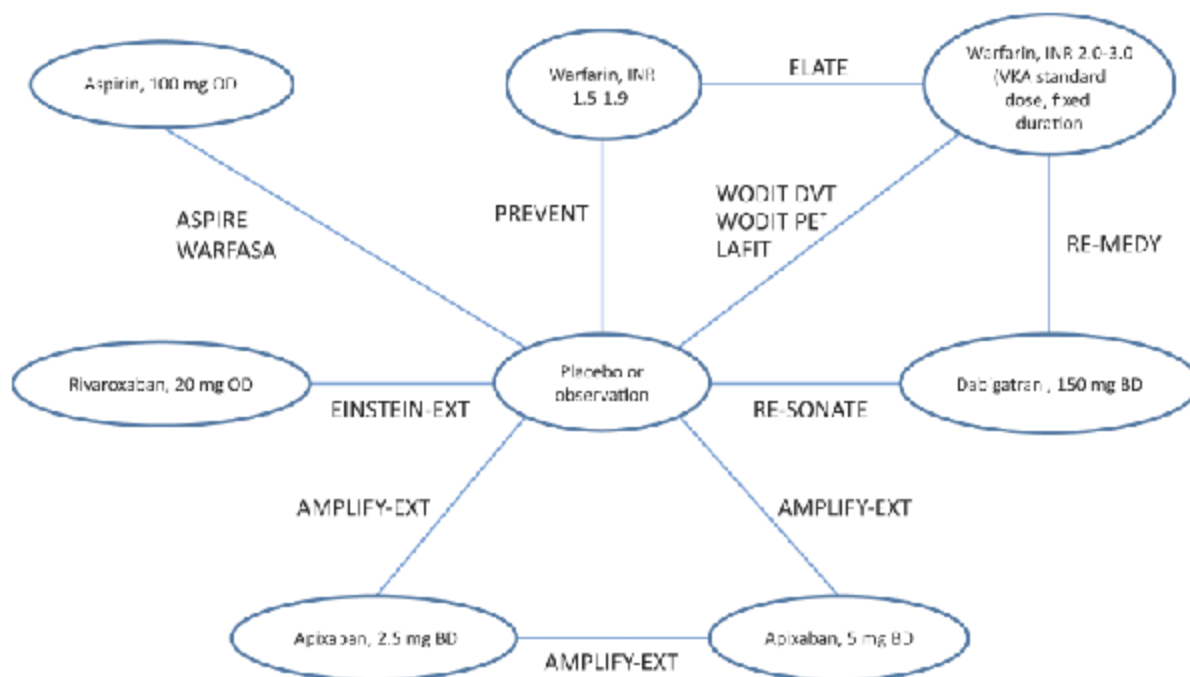 Aspirin, 100 mg OD
Warfarin, INR
1.5-1.9
ELATE
Warfarin, INR 2.0-3.0
(VKA standard
dose, fixed
duration
ASPIRE
WARFASA
PREVENT
WODIT DVT
WODIT PE
LAFIT
RE-MEDY
Rivaroxaban, 20 mg OD
EINSTEIN-EXT
Placebo or
observation
RE-SONATE
Dabigatran , 150 mg BD
AMPLIFY-EXT
AMPLIFY-EXT
Apixaban, 2.5 mg BD
AMPLIFY-EXT
Apixaban, 5 mg BD